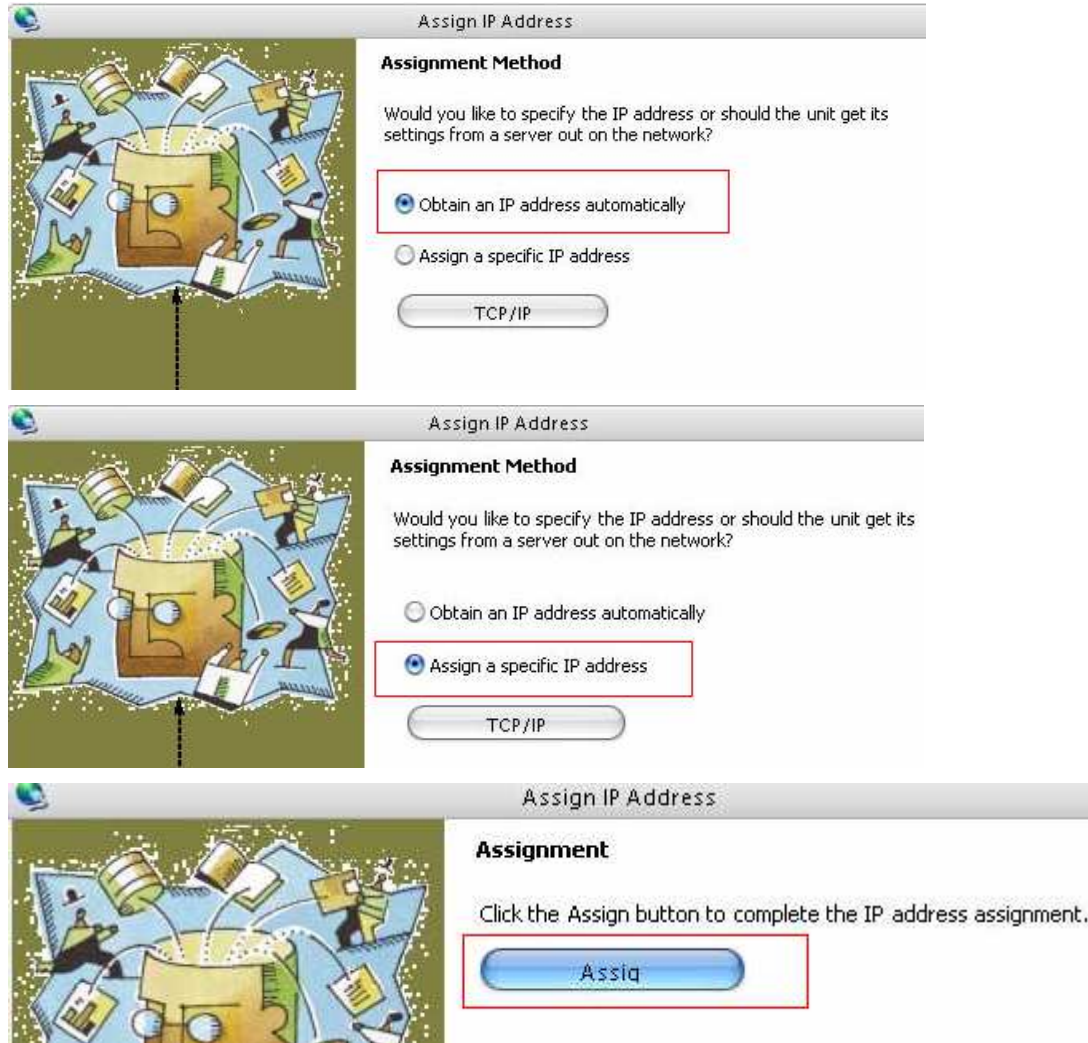 Assign IP Address
Assignment Method
Would you like to specify the IP address or should the unit get its
settings from a server out on the network?
Obtain an IP address automatically
Assign a specific IP address
TCP/IP
Assign IP Address
Assignment Method
Would you like to specify the IP address or should the unit get its
settings from a server out on the network?
Obtain an IP address automatically
Assign a specific IP address
TCP/IP
Assign IP Address
Assignment
Click the Assign button to complete the IP address assignment.
Assig